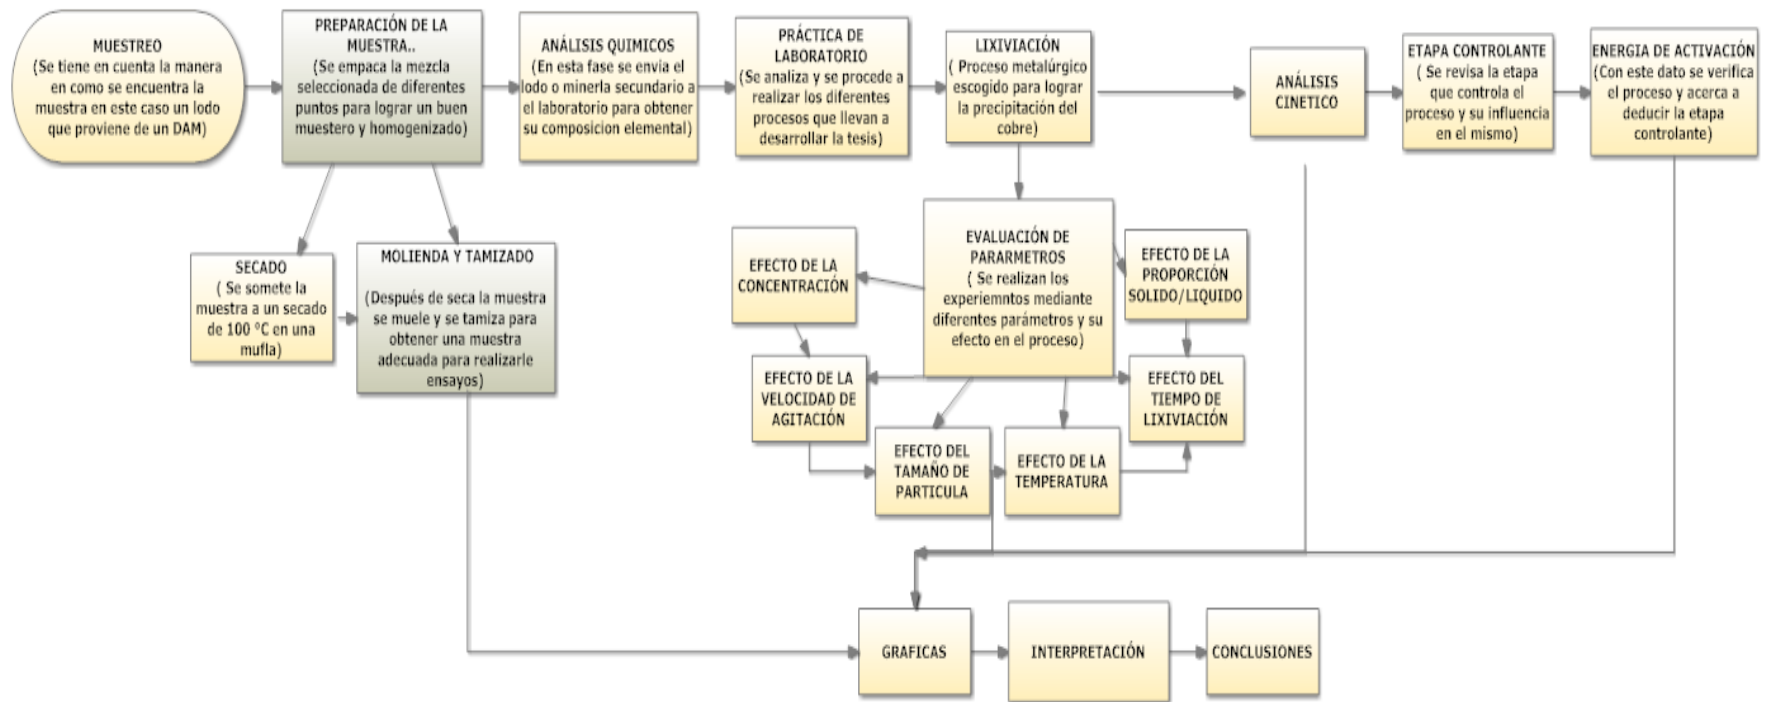 MUESTREO
(Se tiene en cuenta la manera
en como se encuentra la
muestra en este caso un lodo
que proviene de un DAM)
PREPARACIÓN DE LA
MUESTRA..
(Se empaca la mezcla
seleccionada de diferentes
puntos para lograr un buen
muestero y homogenizado)
ANÁLISIS QUIMICOS
(En esta fase se envia el
lodo o minerla secundario a
el laboratorio para obtener
su composicion elemental)
PRÁCTICA DE
LABORATORIO
(Se analiza y se procede a
realizar los diferentes
procesos que llevan a
desarrollar la tesis)
LIXIVIACIÓN
( Proceso metalúrgico
escogido para lograr
la precipitación del
cobre)
ANÁLISIS
CINETICO
ETAPA CONTROLANTE
( Se revisa la etapa
que controla el
proceso y su influencia
en el mismo)
ENERGIA DE ACTIVACIÓN
(Con este dato se verifica
el proceso y acerca a
deducir la etapa
controlante)
SECADO
( Se somete la
muestra a un secado
de 100 ºC en una
mufla)
MOLIENDA Y TAMIZADO
(Después de seca la muestra
se muele y se tamiza para
obtener una muestra
adecuada para realizarle
ensayos)
EFECTO DE LA
CONCENTRACIÓN
EVALUACIÓN DE
PARARMETROS
( Se realizan los
experiemntos mediante
diferentes parámetros y su
efecto en el proceso)
EFECTO DE LA
PROPORCIÓN
SOLIDO/LIQUIDO
EFECTO DE LA
VELOCIDAD DE
AGITACIÓN
EFECTO DEL
TAMAÑO DE
PARTICULA
EFECTO DE LA
TEMPERATURA
EFECTO DEL
TIEMPO DE
LIXIVIACIÓN
GRAFICAS
INTERPRETACIÓN
CONCLUSIONES